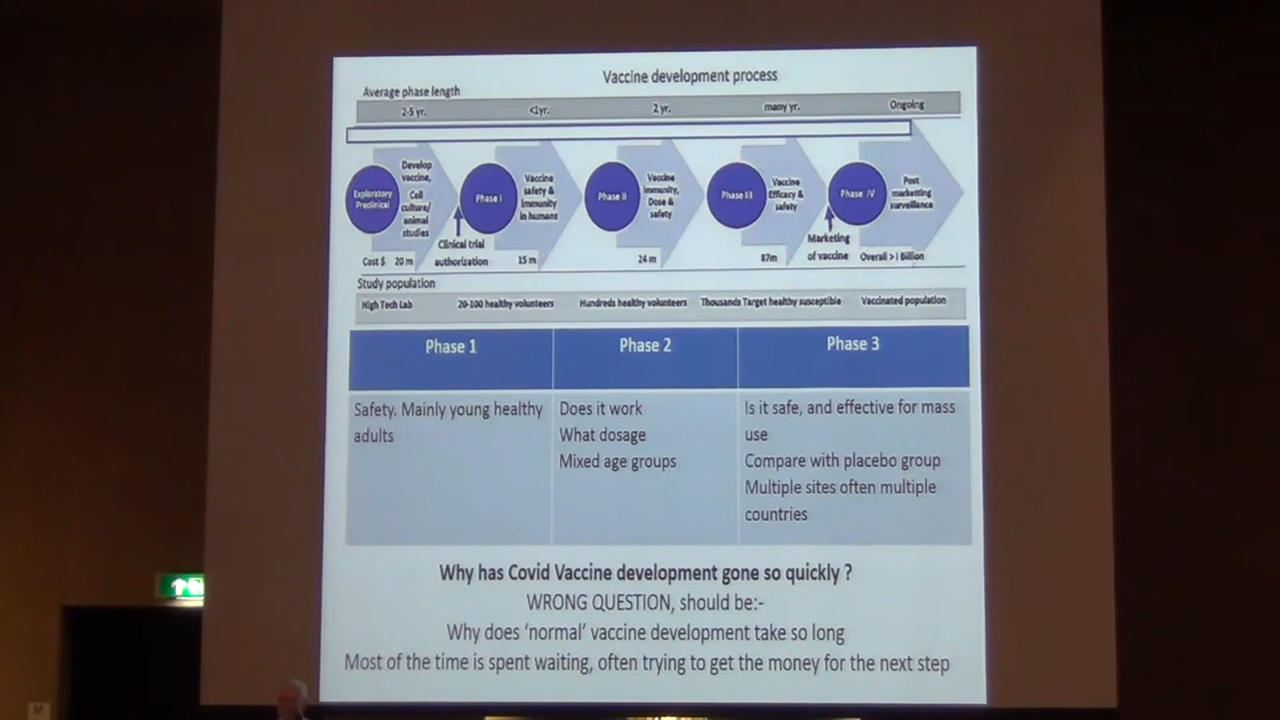 Vaccine development process
Average phase length
2-5 yr. <1yr. 2 yr. many yr. Ongoing
Exploratory
Preclinical
Develop
vaccine,
Cell
culture/
animal
studies
Phase I
Vaccine
safety &
Immunity
in humans
Phase II
Vaccine
Immunity,
Dose &
safety
Phase III
Vaccine
Efficacy &
safety
Phase IV
Post
marketting
surveillance
Clinical trial
authorization
Marketing
of vaccine
Cost $ 20 m 15 m 24 m 87m Overall > I Billion
Study population
High Tech Lab 20-100 healthy volunteers Hundreds healthy volunteers Thousands Target healthy susceptible Vaccinated population
Phase 1 Phase 2 Phase 3
Safety. Mainly young healthy
adults
Does it work
What dosage
Mixed age groups
Is it safe, and effective for mass
use
Compare with placebo group
Multiple sites often multiple
countries
Why has Covid Vaccine development gone so quickly ?
WRONG QUESTION, should be:-
Why does ‘normal’ vaccine development take so long
Most of the time is spent waiting, often trying to get the money for the next step
M